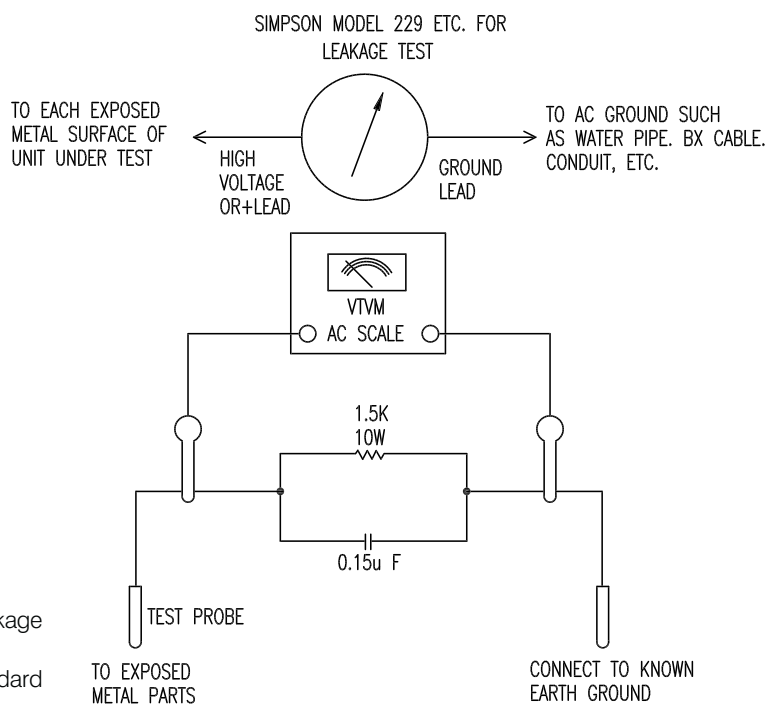 SIMPSON MODEL 229 ETC. FOR
LEAKAGE TEST
TO EACH EXPOSED
METAL SURFACE OF
UNIT UNDER TEST
HIGH
VOLTAGE
OR+LEAD
GROUND
LEAD
TO AC GROUND SUCH
AS WATER PIPE. BX CABLE.
CONDUIT, ETC.
VTVM
AC SCALE
1.5K
10W
0.15u F
TEST PROBE
TO EXPOSED
METAL PARTS
CONNECT TO KNOWN
EARTH GROUND
kage
dard